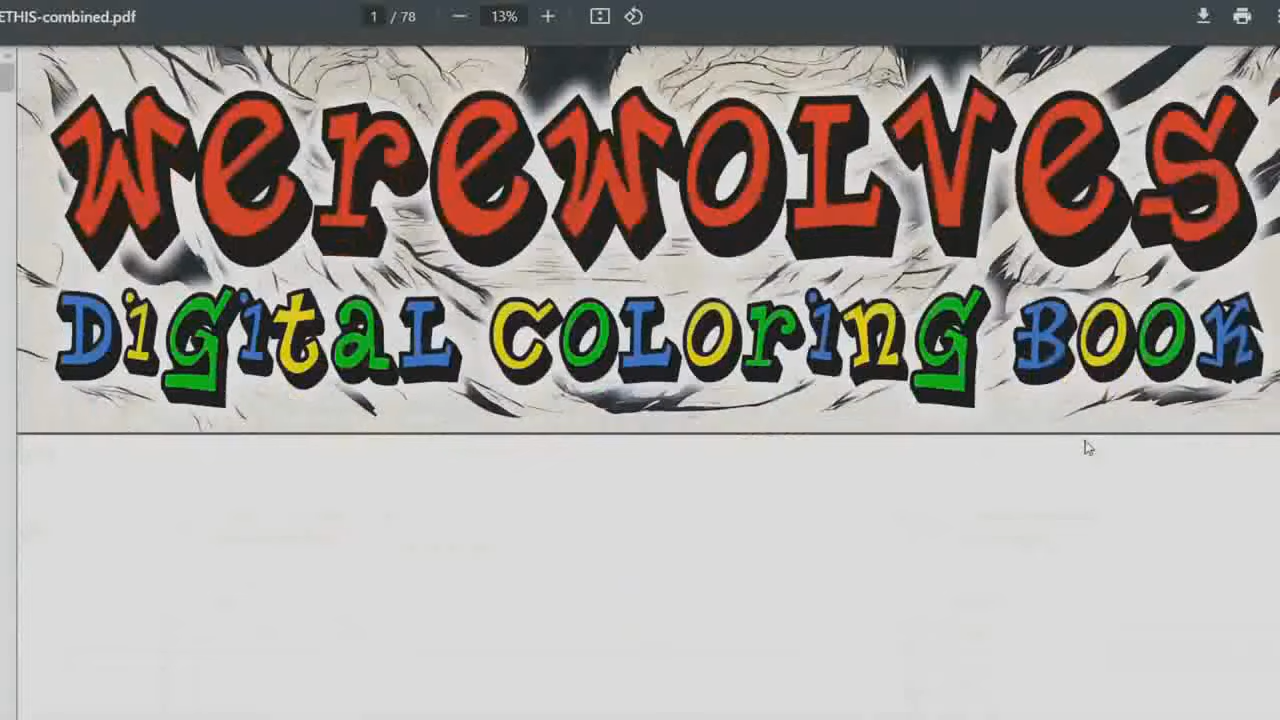 ETHIS-combined.pdf
1 / 78
13%
Werewolves
Digital Coloring Book